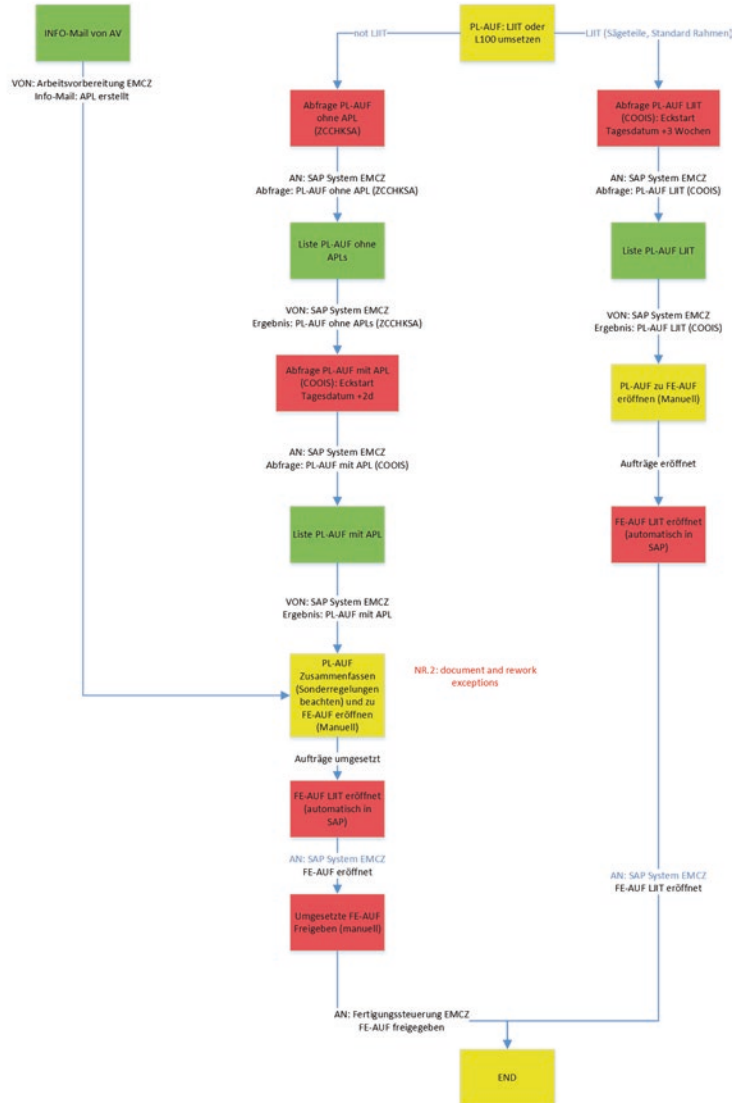 INFO-Mail von AV
VON: Arbeitsvorbereitung EMCZ
Info-Mail: APL erstellt
PL-AUF: LJIT oder
L100 umsetzen
not LJIT
LJIT (Sägeteile, Standard Rahmen)
Abfrage PL-AUF
ohne APL
(ZCCHKSA)
AN: SAP System EMCZ
Abfrage: PL-AUF ohne APL (ZCCHKSA)
Liste PL-AUF ohne
APLs
VON: SAP System EMCZ
Ergebnis: PL-AUF ohne APLs (ZCCHKSA)
Abfrage PL-AUF mit APL
(COOIS): Eckstart
Tagesdatum +2d
AN: SAP System EMCZ
Abfrage: PL-AUF mit APL (COOIS)
Liste PL-AUF mit APL
VON: SAP System EMCZ
Ergebnis: PL-AUF mit APL
PL-AUF
Zusammenfassen
(Sonderregelungen
beachten) und zu
FE-AUF eröffnen
(Manuell)
Aufträge umgesetzt
FE-AUF LJIT eröffnet
(automatisch in
SAP)
AN: SAP System EMCZ
FE-AUF eröffnet
Umgesetzte FE-AUF
Freigeben (manuell)
AN: Fertigungssteuerung EMCZ
FE-AUF freigegeben
Abfrage PL-AUF LJIT
(COOIS): Eckstart
Tagesdatum +3 Wochen
AN: SAP System EMCZ
Abfrage: PL-AUF LJIT (COOIS)
Liste PL-AUF LJIT
VON: SAP System EMCZ
Ergebnis: PL-AUF LJIT (COOIS)
PL-AUF zu FE-AUF
eröffnen (Manuell)
Aufträge eröffnet
FE-AUF LJIT eröffnet
(automatisch in
SAP)
NR.2: document and rework
exceptions
AN: SAP System EMCZ
FE-AUF LJIT eröffnet
END